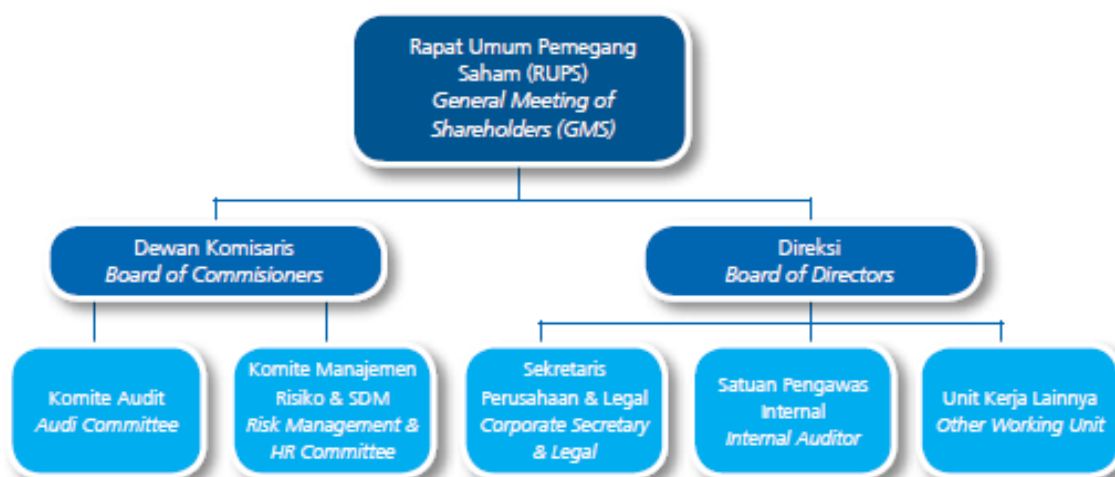 Rapat Umum Pemegang
Saham (RUPS)
General Meeting of
Shareholders (GMS)
Dewan Komisaris
Board of Commisioners
Direksi
Board of Directors
Komite Audit
Audi Committee
Komite Manajemen
Risiko & SDM
Risk Management &
HR Committee
Sekretaris
Perusahaan & Legal
Corporate Secretary
& Legal
Satuan Pengawas
Internal
Internal Auditor
Unit Kerja Lainnya
Other Working Unit